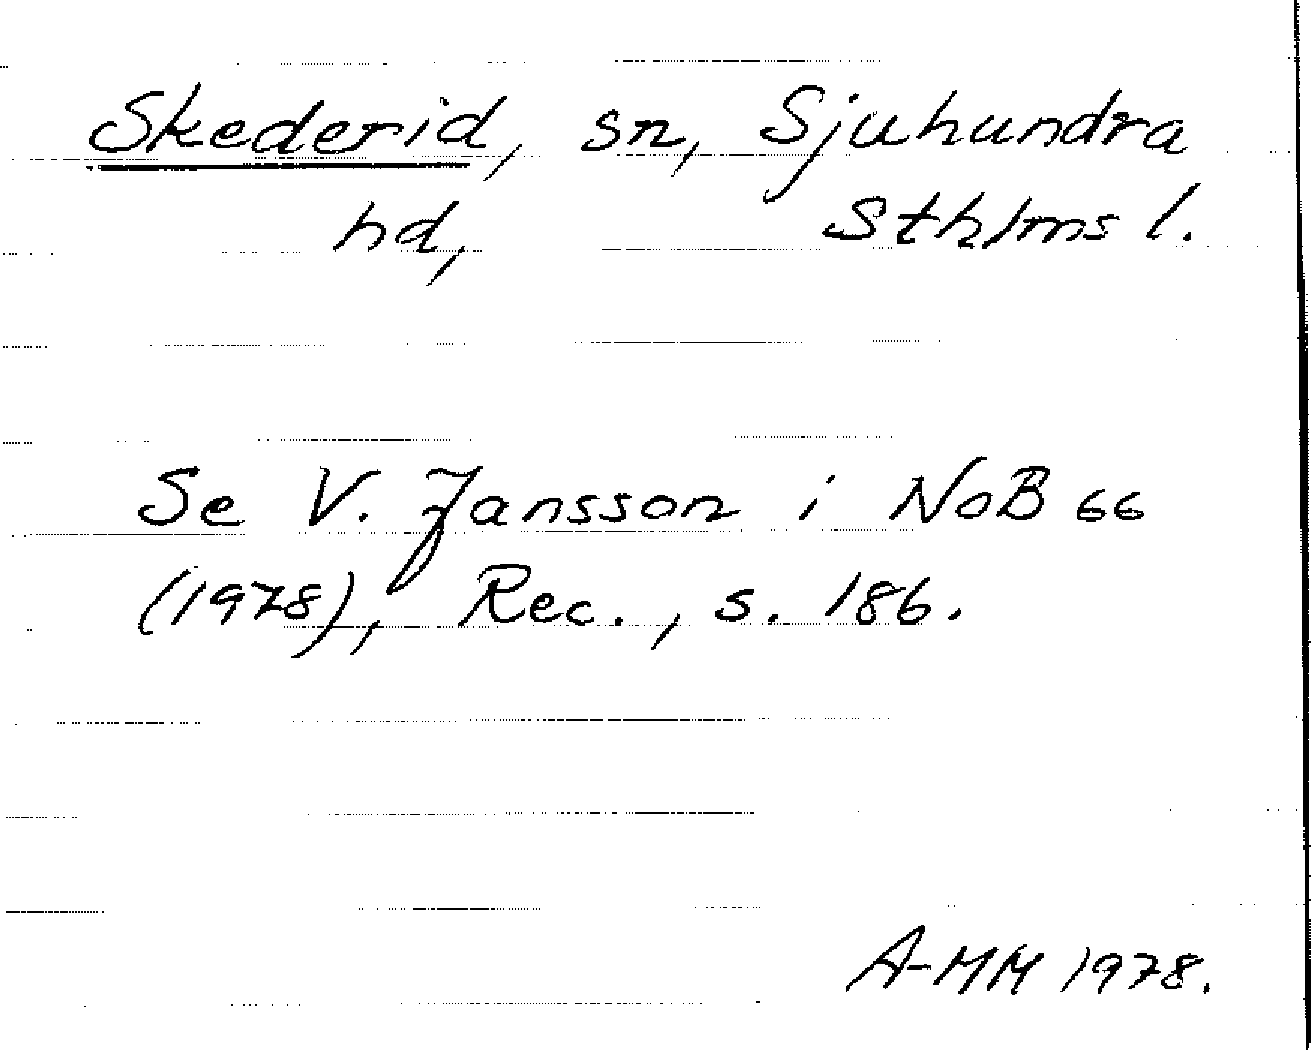 Skederid, sn, Sjuhundra
hd, Sthlms l.
Se V. Jansson i NoB 66
(1978), Rec., s. 186.
A-MM 1978.